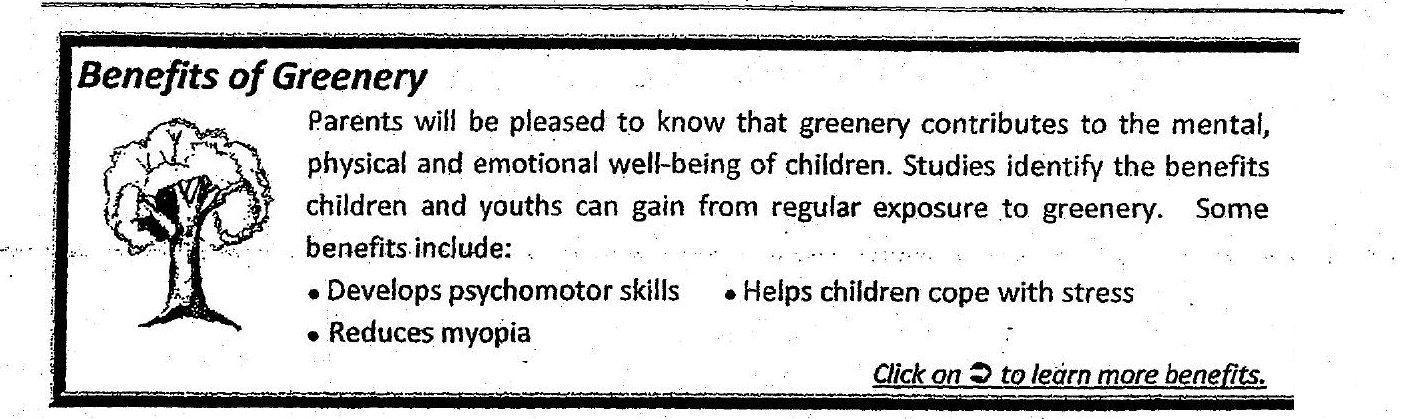 Benefits of Greenery
Parents will be pleased to know that greenery contributes to the mental,
physical and emotional well-being of children. Studies identify the benefits
children and youths can gain from regular exposure to greenery. Some
benefits include:
• Develops psychomotor skills • Helps children cope with stress
• Reduces myopia
Click on ➲ to learn more benefits.